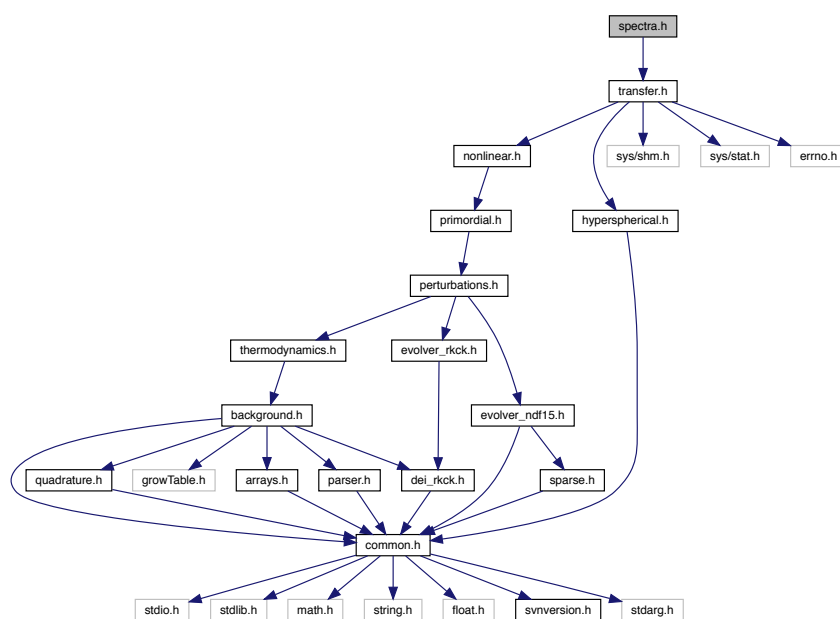 spectra.h
transfer.h
nonlinear.h
sys/shm.h
sys/stat.h
errno.h
primordial.h
hyperspherical.h
perturbations.h
thermodynamics.h
evolver_rkck.h
background.h
evolver_ndf15.h
quadrature.h
growTable.h
arrays.h
parser.h
dei_rkck.h
sparse.h
common.h
stdio.h
stdlib.h
math.h
string.h
float.h
svnversion.h
stdarg.h